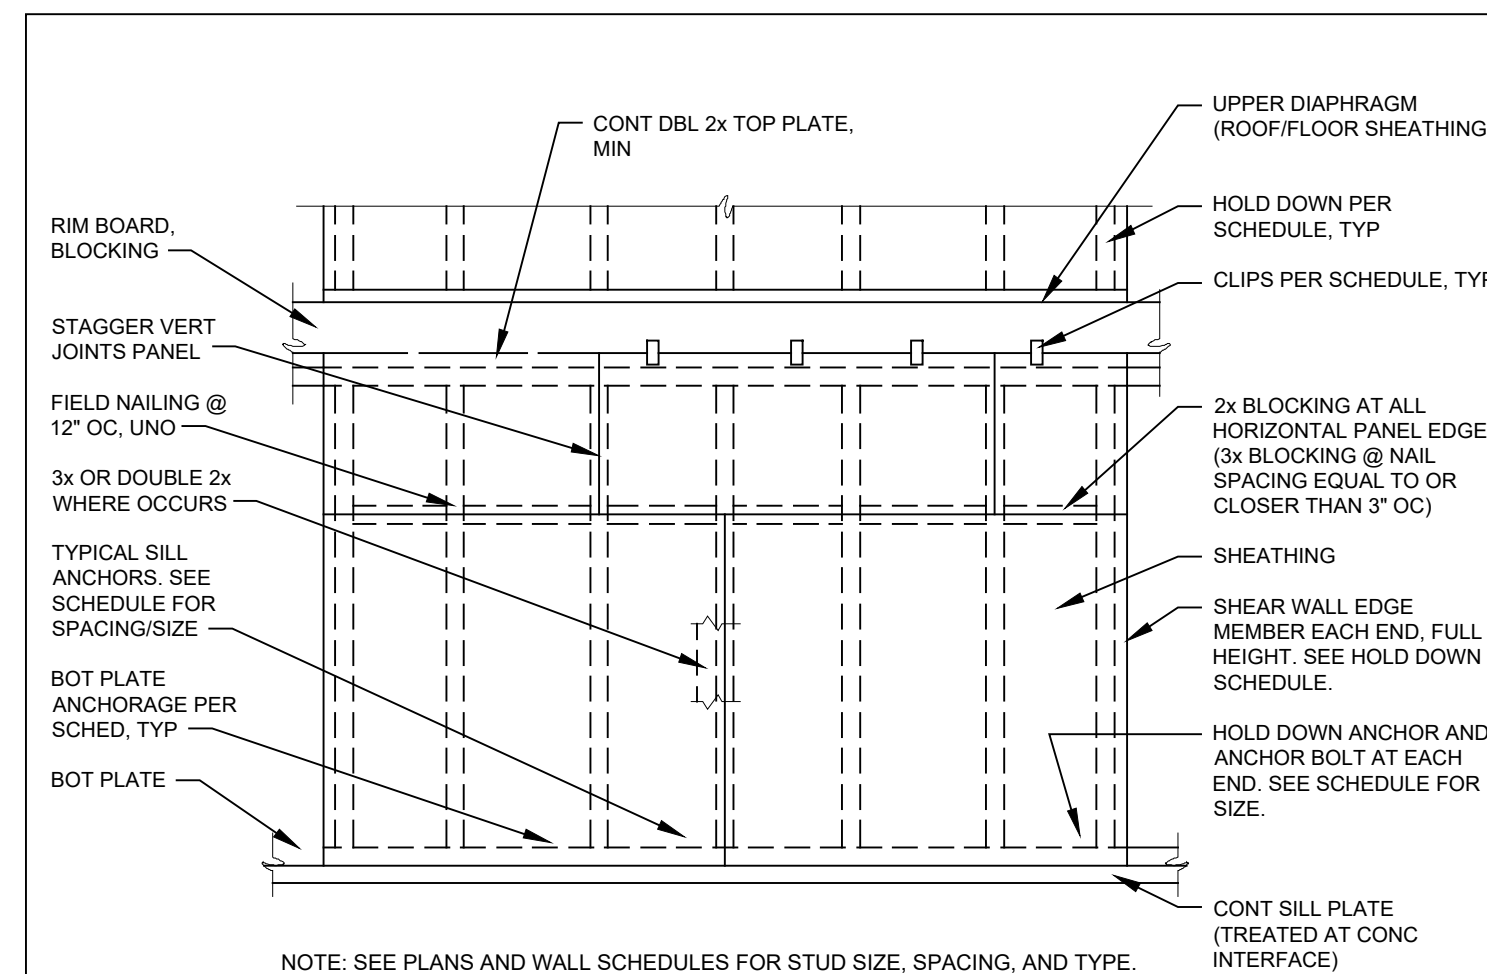 CONT DBL 2x TOP PLATE,
MIN
RIM BOARD,
BLOCKING
STAGGER VERT
JOINTS PANEL
FIELD NAILING @
12" OC, UNO
3x OR DOUBLE 2x
WHERE OCCURS
TYPICAL SILL
ANCHORS. SEE
SCHEDULE FOR
SPACING/SIZE
BOT PLATE
ANCHORAGE PER
SCHED, TYP
BOT PLATE
UPPER DIAPHRAGM
(ROOF/FLOOR SHEATHING
HOLD DOWN PER
SCHEDULE, TYP
CLIPS PER SCHEDULE, TYP
2x BLOCKING AT ALL
HORIZONTAL PANEL EDGE
(3x BLOCKING @ NAIL
SPACING EQUAL TO OR
CLOSER THAN 3" OC)
SHEATHING
SHEAR WALL EDGE
MEMBER EACH END, FULL
HEIGHT. SEE HOLD DOWN
SCHEDULE.
HOLD DOWN ANCHOR AND
ANCHOR BOLT AT EACH
END. SEE SCHEDULE FOR
SIZE.
CONT SILL PLATE
(TREATED AT CONC
INTERFACE)
NOTE: SEE PLANS AND WALL SCHEDULES FOR STUD SIZE, SPACING, AND TYPE.